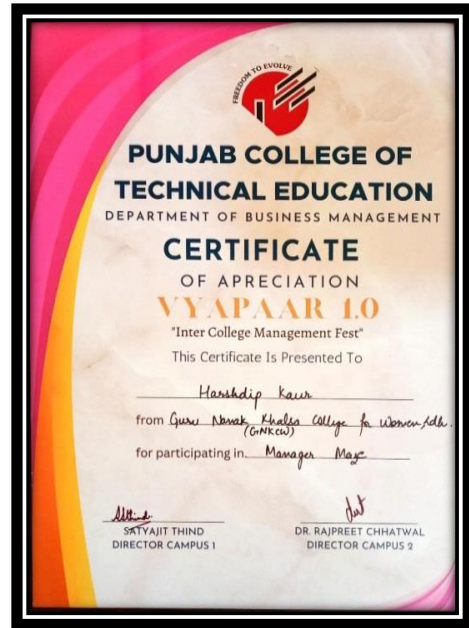 FREEDOM TO EVOLVE
PUNJAB COLLEGE OF
TECHNICAL EDUCATION
DEPARTMENT OF BUSINESS MANAGEMENT
CERTIFICATE
OF APRECIATION
VYAPAAR 1.0
"Inter College Management Fest"
This Certificate Is Presented To
Harshdip Kaur
from Guru Nanak Khalsa College for Women, Ldh.
(GNKCW)
for participating in Manager Maze
SATYAJIT THIND
DIRECTOR CAMPUS 1
DR. RAJPREET CHHATWAL
DIRECTOR CAMPUS 2